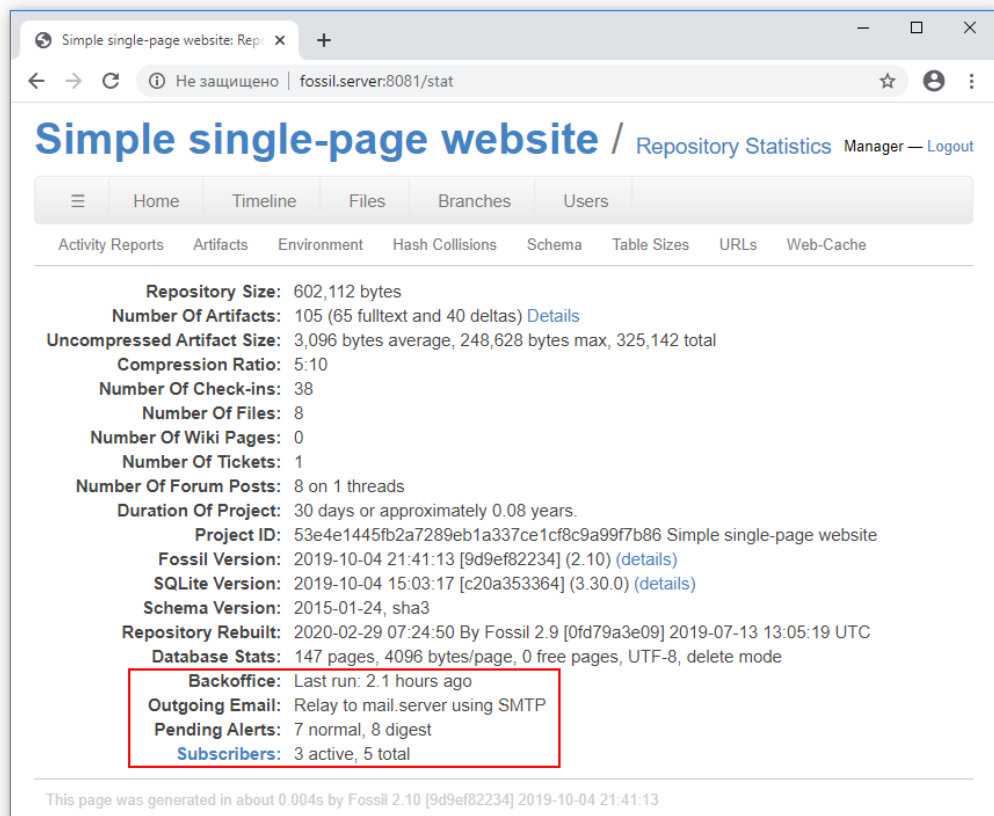 Simple single-page website: Rep
Не защищено | fossil.server:8081/stat
Simple single-page website / Repository Statistics Manager — Logout
☰ Home Timeline Files Branches Users
Activity Reports Artifacts Environment Hash Collisions Schema Table Sizes URLs Web-Cache
Repository Size: 602,112 bytes
Number Of Artifacts: 105 (65 fulltext and 40 deltas) Details
Uncompressed Artifact Size: 3,096 bytes average, 248,628 bytes max, 325,142 total
Compression Ratio: 5:10
Number Of Check-ins: 38
Number Of Files: 8
Number Of Wiki Pages: 0
Number Of Tickets: 1
Number Of Forum Posts: 8 on 1 threads
Duration Of Project: 30 days or approximately 0.08 years.
Project ID: 53e4e1445fb2a7289eb1a337ce1cf8c9a99f7b86 Simple single-page website
Fossil Version: 2019-10-04 21:41:13 [9d9ef82234] (2.10) (details)
SQLite Version: 2019-10-04 15:03:17 [c20a353364] (3.30.0) (details)
Schema Version: 2015-01-24, sha3
Repository Rebuilt: 2020-02-29 07:24:50 By Fossil 2.9 [0fd79a3e09] 2019-07-13 13:05:19 UTC
Database Stats: 147 pages, 4096 bytes/page, 0 free pages, UTF-8, delete mode
Backoffice: Last run: 2.1 hours ago
Outgoing Email: Relay to mail.server using SMTP
Pending Alerts: 7 normal, 8 digest
Subscribers: 3 active, 5 total
This page was generated in about 0.004s by Fossil 2.10 [9d9ef82234] 2019-10-04 21:41:13